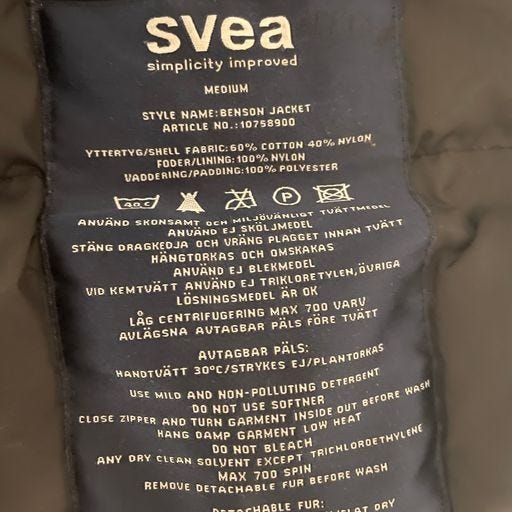 svea
simplicity improved
MEDIUM
STYLE NAME:BENSON JACKET
ARTICLE NO.:10758900
YTTERTYG/SHELL FABRIC:60% COTTON 40% NYLON
FODER/LINING:100% NYLON
VADDERING/PADDING:100% POLYESTER
40 C P
ANVÄND SKONSAMT OCH MILJÖVÄNLIGT TVÄTTMEDEL
ANVÄND EJ SKÖLJMEDEL
STÄNG DRAGKEDJA OCH VRÄNG PLAGGET INNAN TVÄTT
HÄNGTORKAS OCH OMSKAKAS
ANVÄND EJ BLEKMEDEL
VID KEMTVÄTT ANVÄND EJ TRIKLORETYLEN,ÖVRIGA
LÖSNINGSMEDEL ÄR OK
LÅG CENTRIFUGERING MAX 700 VARV
AVLÄGSNA AVTAGBAR PÄLS FÖRE TVÄTT
AVTAGBAR PÄLS:
HANDTVÄTT 30°C/STRYKES EJ/PLANTORKAS
USE MILD AND NON-POLLUTING DETERGENT
DO NOT USE SOFTNER
CLOSE ZIPPER AND TURN GARMENT INSIDE OUT BEFORE WASH
HANG DAMP GARMENT LOW HEAT
DO NOT BLEACH
ANY DRY CLEAN SOLVENT EXCEPT TRICHLOROETHYLENE
MAX 700 SPIN
REMOVE DETACHABLE FUR BEFORE WASH
DETACHABLE FUR:
FLAT DRY